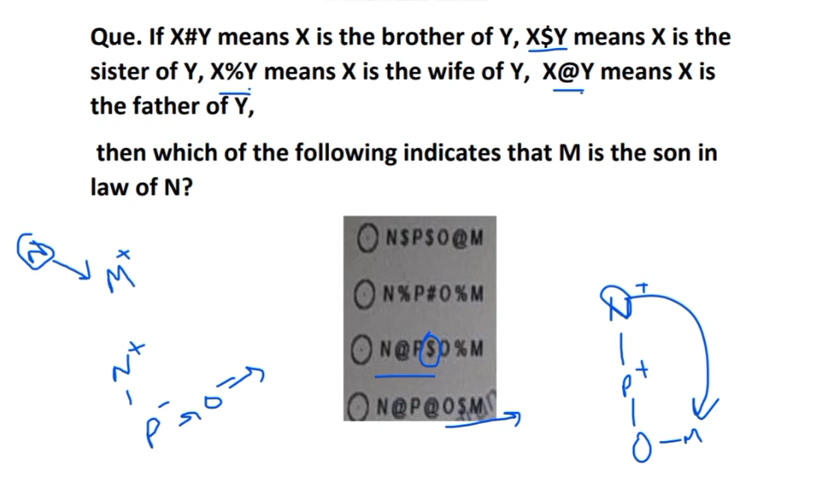 Que. If X#Y means X is the brother of Y, X$Y means X is the
sister of Y, X%Y means X is the wife of Y, X@Y means X is
the father of Y,
then which of the following indicates that M is the son in
law of N?
N$P$O@M
N%P#O%M
N@P$O%M
N@P@O$M
N
M x
N x
P - O
N +
P +
O - M